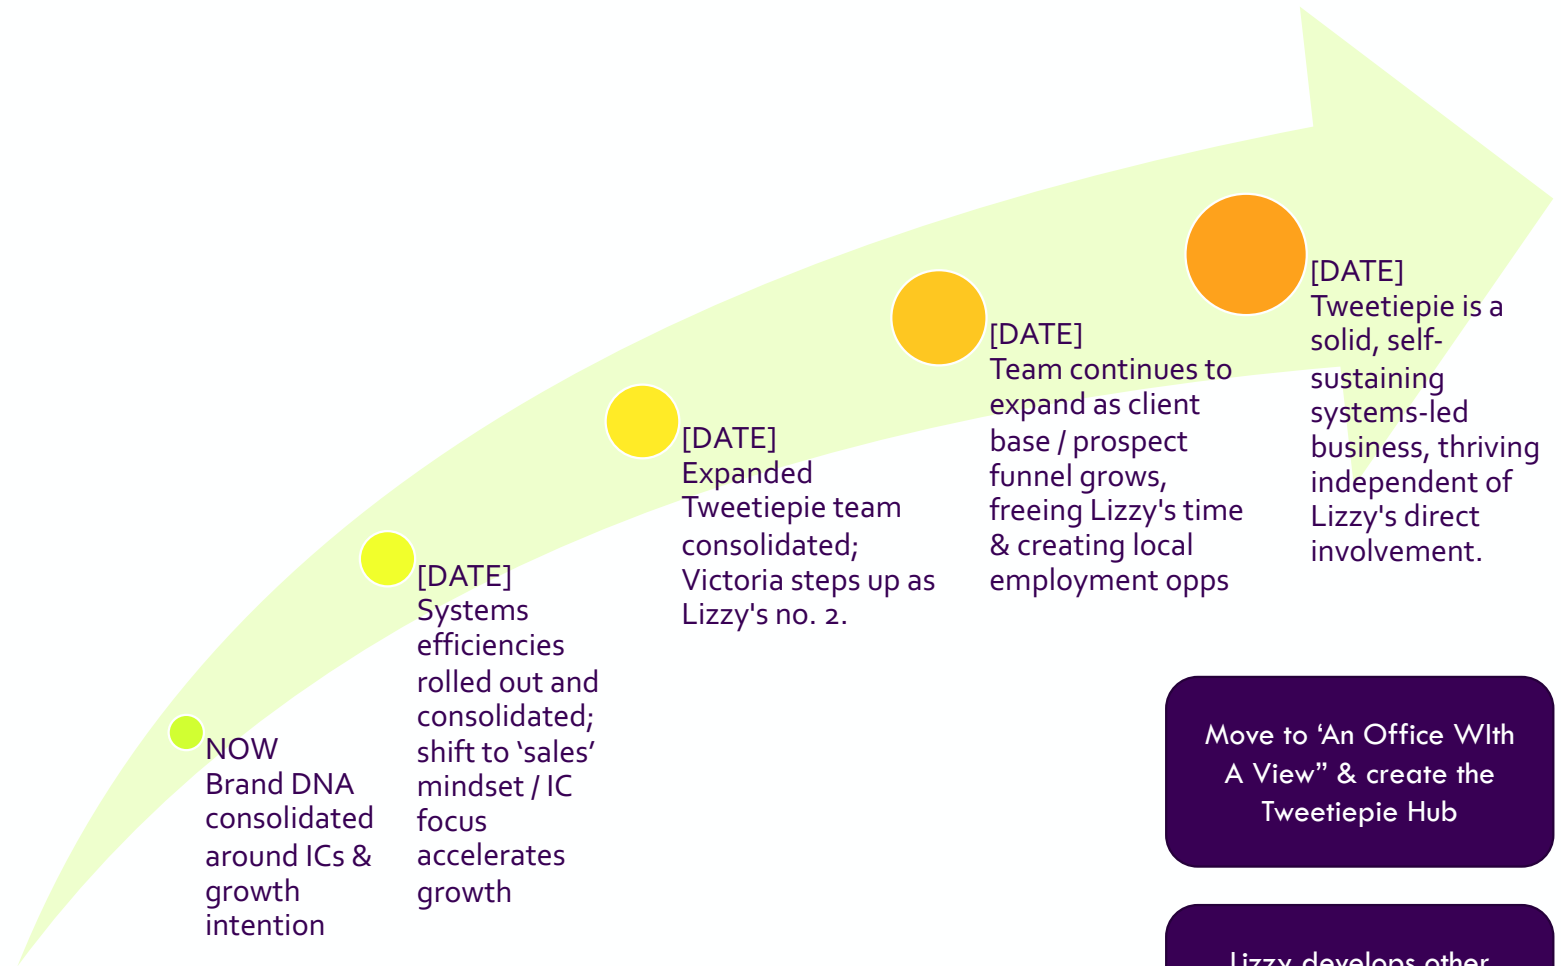 NOW
Brand DNA
consolidated
around ICs &
growth
intention
[DATE]
Systems
efficiencies
rolled out and
consolidated;
shift to ‘sales’
mindset / IC
focus
accelerates
growth
[DATE]
Expanded
Tweetiepie team
consolidated;
Victoria steps up as
Lizzy's no. 2.
[DATE]
Team continues to
expand as client
base / prospect
funnel grows,
freeing Lizzy's time
& creating local
employment opps
[DATE]
Tweetiepie is a
solid, self-
sustaining
systems-led
business, thriving
independent of
Lizzy's direct
involvement.
Move to ‘An Office WIth
A View” & create the
Tweetiepie Hub
Lizzy develops other